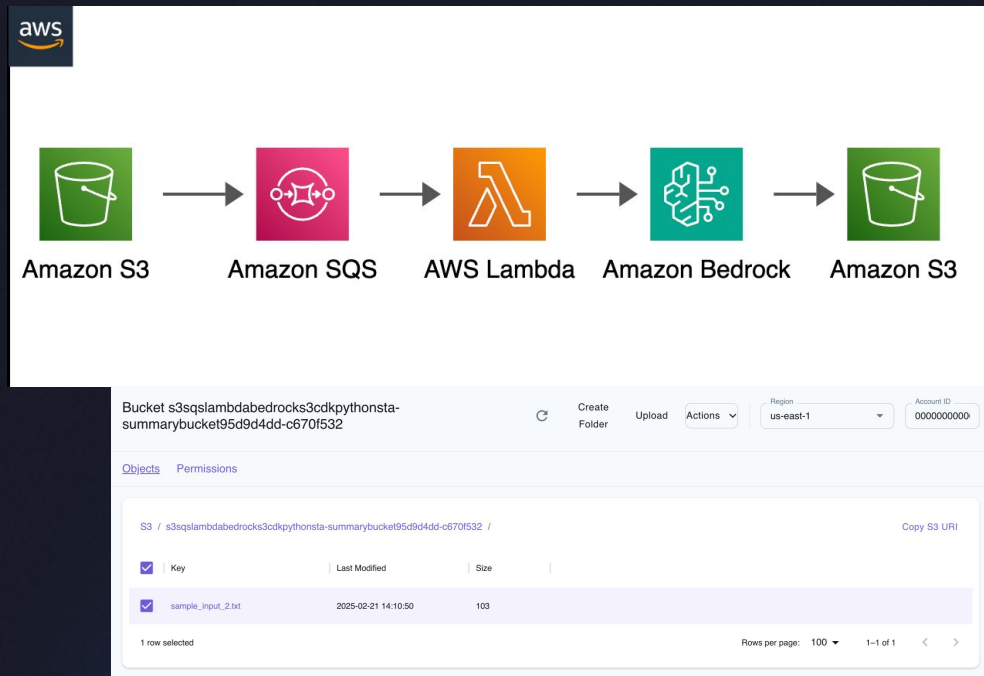 aws
Amazon S3
Amazon SQS
AWS Lambda
Amazon Bedrock
Amazon S3
Bucket s3sqslambdabedrocks3cdkpythonsta-
summarybucket95d9d4dd-c670f532
Create
Folder
Upload
Actions
Region
us-east-1
Account ID
0000000000
Objects
Permissions
S3 / s3sqslambdabedrocks3cdkpythonsta-summarybucket95d9d4dd-c670f532 /
Copy S3 URI
Key
Last Modified
Size
sample_input_2.txt
2025-02-21 14:10:50
103
1 row selected
Rows per page: 100
1–1 of 1